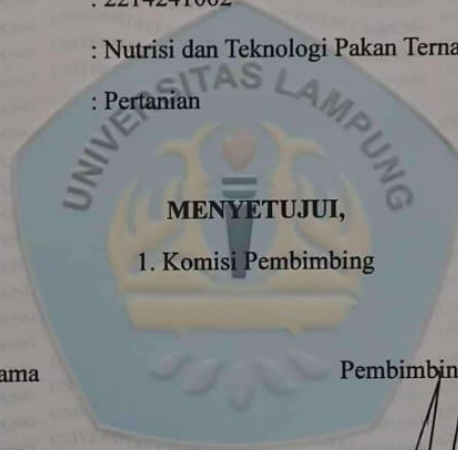 : Nutrisi dan Teknologi Pakan Terna
: Pertanian
UNIVERSITAS LAMPUNG
MENYETUJUI,
1. Komisi Pembimbing
ama Pembimbin